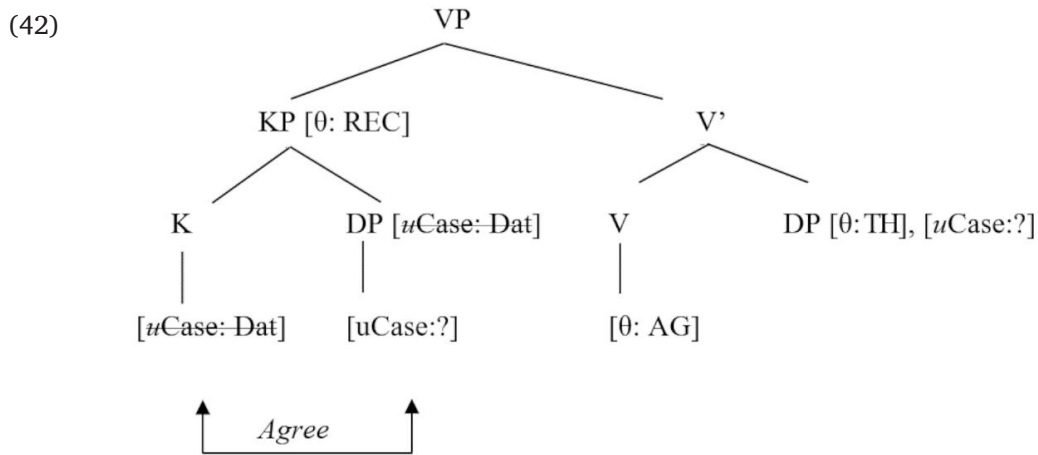 (42)
VP
KP [θ: REC] V’
K DP [uCase: Dat] V DP [θ: TH], [uCase:?]
[uCase: Dat] [uCase:?] [θ: AG]
Agree